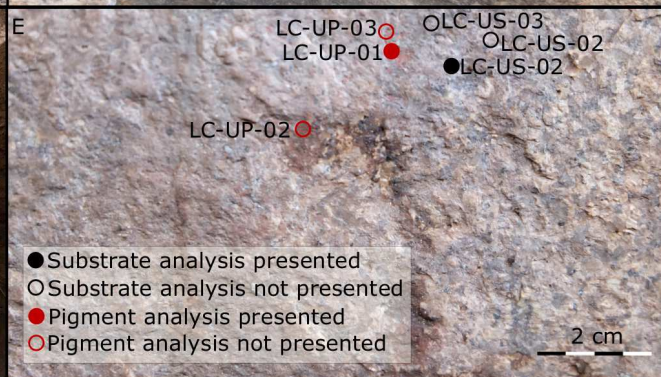 E
LC-UP-03
LC-US-03
LC-UP-01
LC-US-02
LC-US-02
LC-UP-02
Substrate analysis presented
Substrate analysis not presented
Pigment analysis presented
Pigment analysis not presented
2 cm